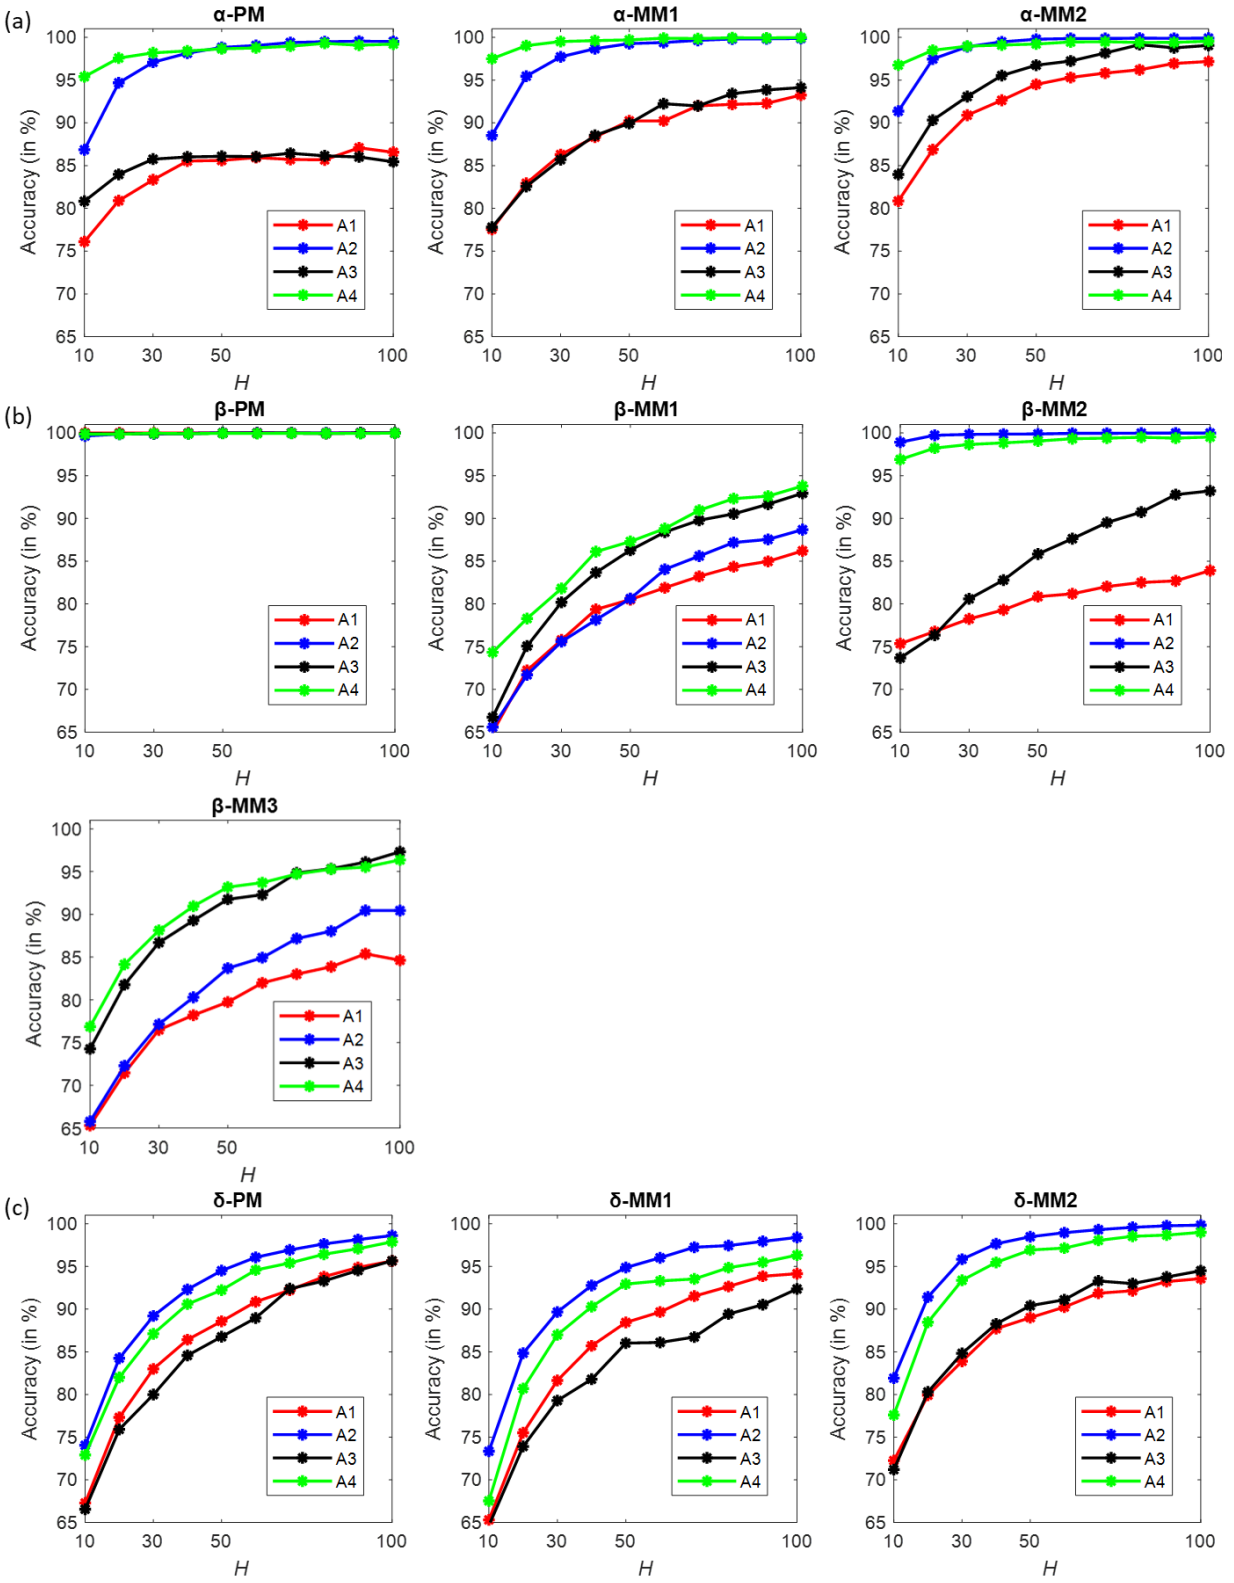 (a)
α-PM
Accuracy (in %)
100
95
90
85
80
75
70
65
10 30 50 100
H
A1
A2
A3
A4
α-MM1
Accuracy (in %)
100
95
90
85
80
75
70
65
10 30 50 100
H
A1
A2
A3
A4
α-MM2
Accuracy (in %)
100
95
90
85
80
75
70
65
10 30 50 100
H
A1
A2
A3
A4
(b)
β-PM
Accuracy (in %)
100
95
90
85
80
75
70
65
10 30 50 100
H
A1
A2
A3
A4
β-MM1
Accuracy (in %)
100
95
90
85
80
75
70
65
10 30 50 100
H
A1
A2
A3
A4
β-MM2
Accuracy (in %)
100
95
90
85
80
75
70
65
10 30 50 100
H
A1
A2
A3
A4
β-MM3
Accuracy (in %)
100
95
90
85
80
75
70
65
10 30 50 100
H
A1
A2
A3
A4
(c)
δ-PM
Accuracy (in %)
100
95
90
85
80
75
70
65
10 30 50 100
H
A1
A2
A3
A4
δ-MM1
Accuracy (in %)
100
95
90
85
80
75
70
65
10 30 50 100
H
A1
A2
A3
A4
δ-MM2
Accuracy (in %)
100
95
90
85
80
75
70
65
10 30 50 100
H
A1
A2
A3
A4